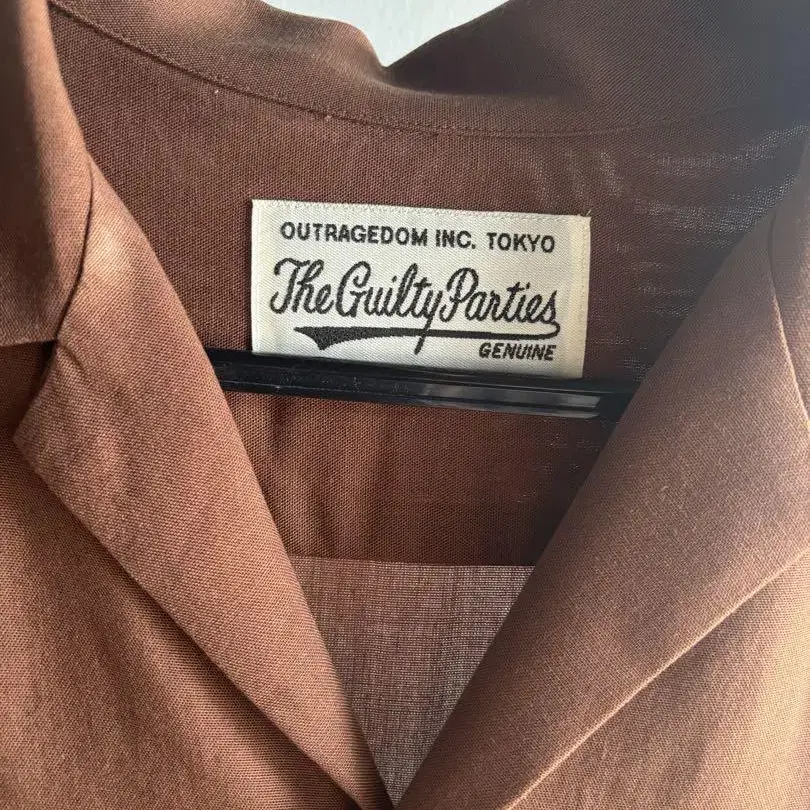 OUTRAGEDOM INC. TOKYO
The Guilty Parties
GENUINE